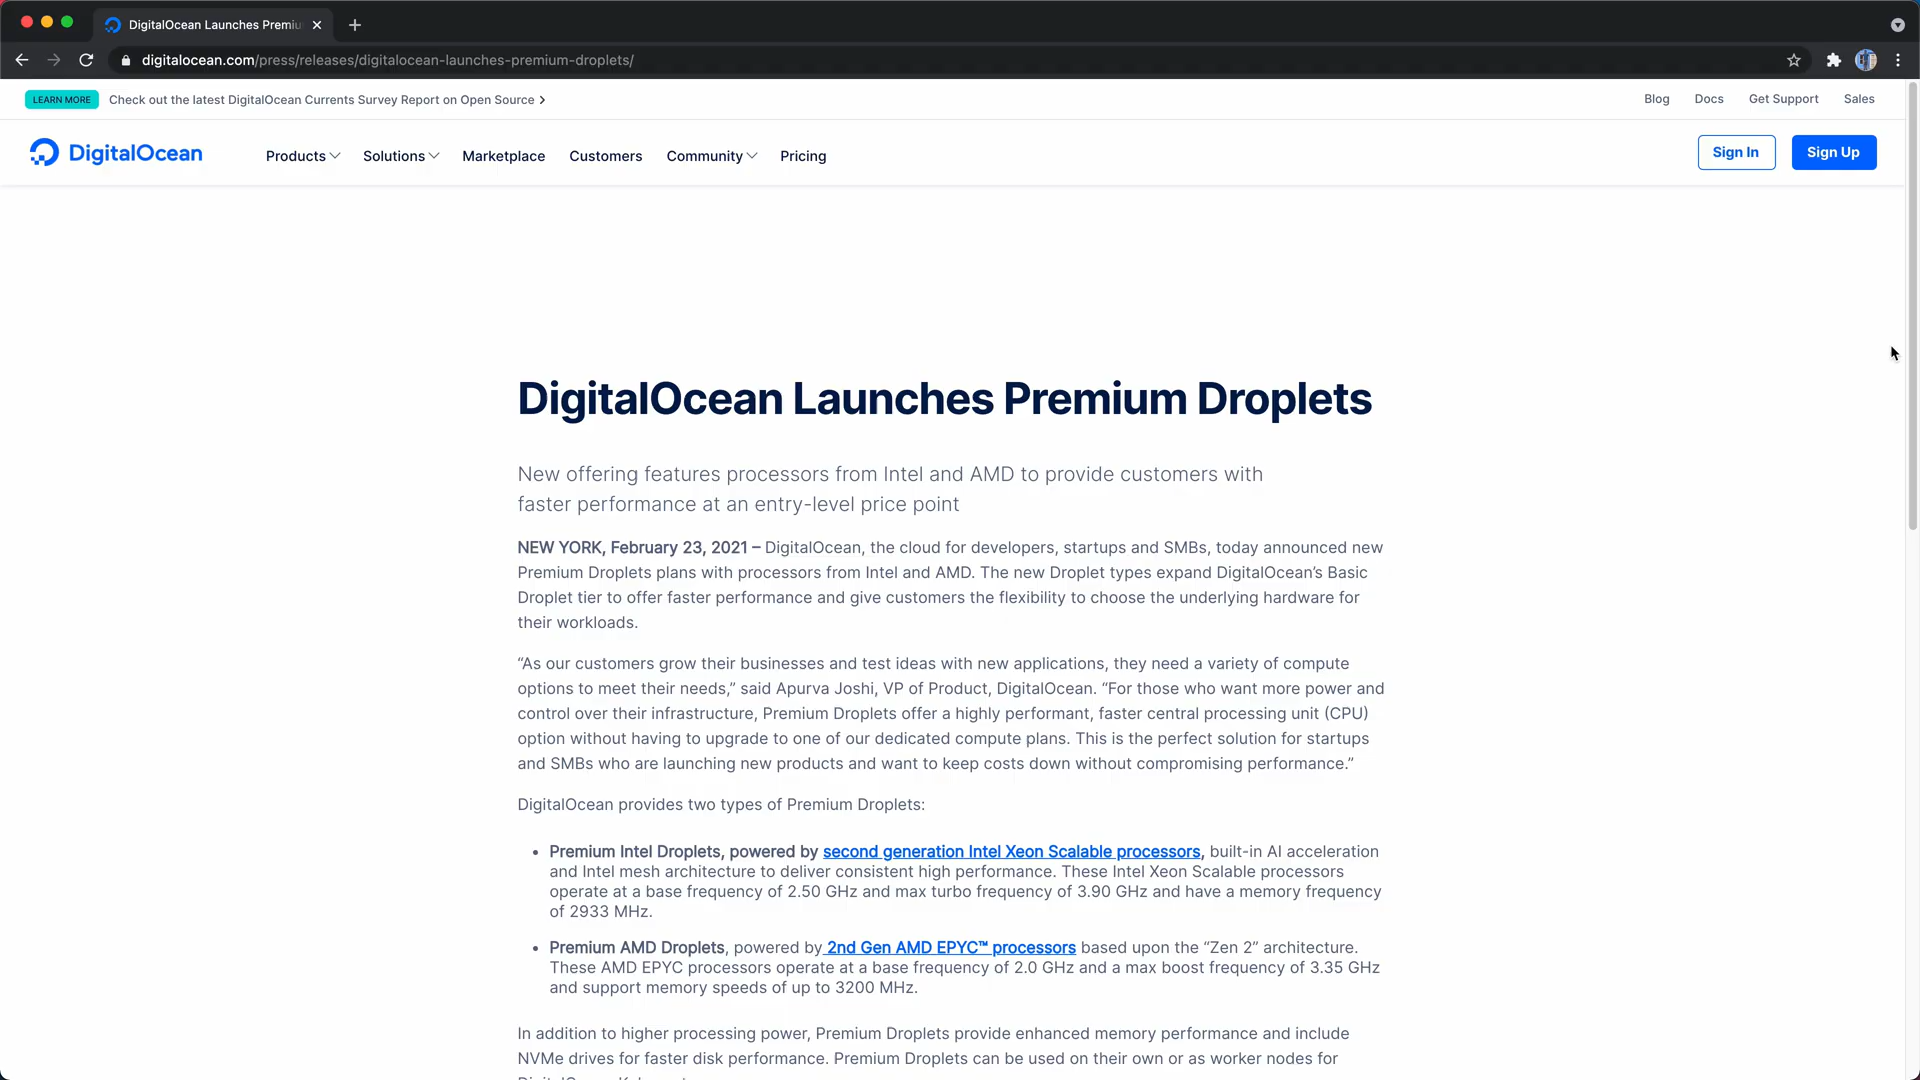 DigitalOcean Launches Premiu
digitalocean.com/press/releases/digitalocean-launches-premium-droplets/
LEARN MORE Check out the latest DigitalOcean Currents Survey Report on Open Source
Blog Docs Get Support Sales
DigitalOcean Products Solutions Marketplace Customers Community Pricing Sign In Sign Up
DigitalOcean Launches Premium Droplets
New offering features processors from Intel and AMD to provide customers with
faster performance at an entry-level price point
NEW YORK, February 23, 2021 – DigitalOcean, the cloud for developers, startups and SMBs, today announced new
Premium Droplets plans with processors from Intel and AMD. The new Droplet types expand DigitalOcean’s Basic
Droplet tier to offer faster performance and give customers the flexibility to choose the underlying hardware for
their workloads.
“As our customers grow their businesses and test ideas with new applications, they need a variety of compute
options to meet their needs,” said Apurva Joshi, VP of Product, DigitalOcean. “For those who want more power and
control over their infrastructure, Premium Droplets offer a highly performant, faster central processing unit (CPU)
option without having to upgrade to one of our dedicated compute plans. This is the perfect solution for startups
and SMBs who are launching new products and want to keep costs down without compromising performance.”
DigitalOcean provides two types of Premium Droplets:
• Premium Intel Droplets, powered by second generation Intel Xeon Scalable processors, built-in AI acceleration
and Intel mesh architecture to deliver consistent high performance. These Intel Xeon Scalable processors
operate at a base frequency of 2.50 GHz and max turbo frequency of 3.90 GHz and have a memory frequency
of 2933 MHz.
• Premium AMD Droplets, powered by 2nd Gen AMD EPYC™ processors based upon the “Zen 2” architecture.
These AMD EPYC processors operate at a base frequency of 2.0 GHz and a max boost frequency of 3.35 GHz
and support memory speeds of up to 3200 MHz.
In addition to higher processing power, Premium Droplets provide enhanced memory performance and include
NVMe drives for faster disk performance. Premium Droplets can be used on their own or as worker nodes for